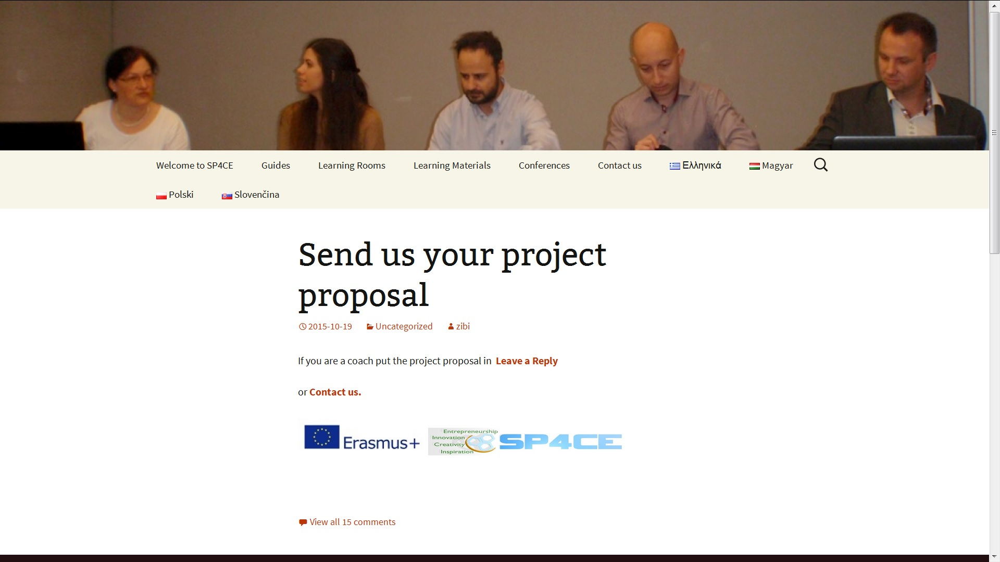 Welcome to SP4CE Guides Learning Rooms Learning Materials Conferences Contact us Ελληνικά Magyar
Polski Slovenčina
Send us your project
proposal
2015-10-19 Uncategorized zibi
If you are a coach put the project proposal in Leave a Reply
or Contact us.
Erasmus+
Entrepreneurship
Innovation
Creativity
Inspiration
SP4CE
View all 15 comments